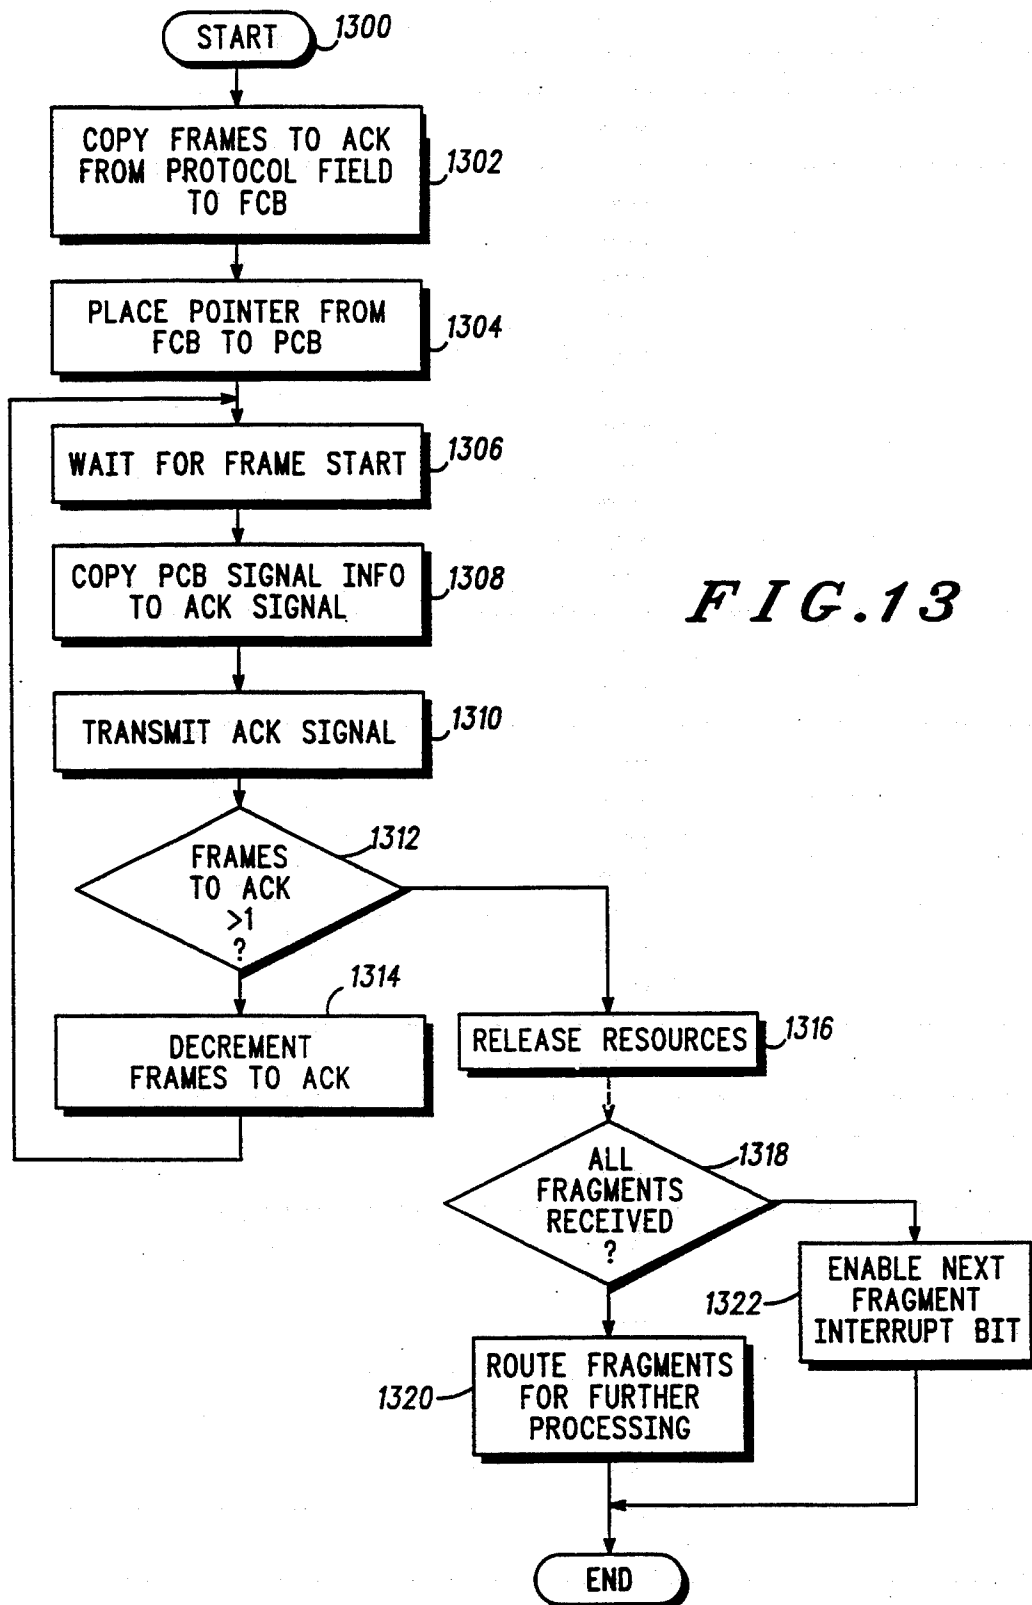 START
1300
COPY FRAMES TO ACK
FROM PROTOCOL FIELD
TO FCB
1302
PLACE POINTER FROM
FCB TO PCB
1304
WAIT FOR FRAME START
1306
COPY PCB SIGNAL INFO
TO ACK SIGNAL
1308
FIG.13
TRANSMIT ACK SIGNAL
1310
FRAMES
TO ACK
>1
?
1312
1314
DECREMENT
FRAMES TO ACK
RELEASE RESOURCES
1316
ALL
FRAGMENTS
RECEIVED
?
1318
ENABLE NEXT
FRAGMENT
INTERRUPT BIT
1322
ROUTE FRAGMENTS
FOR FURTHER
PROCESSING
1320
END